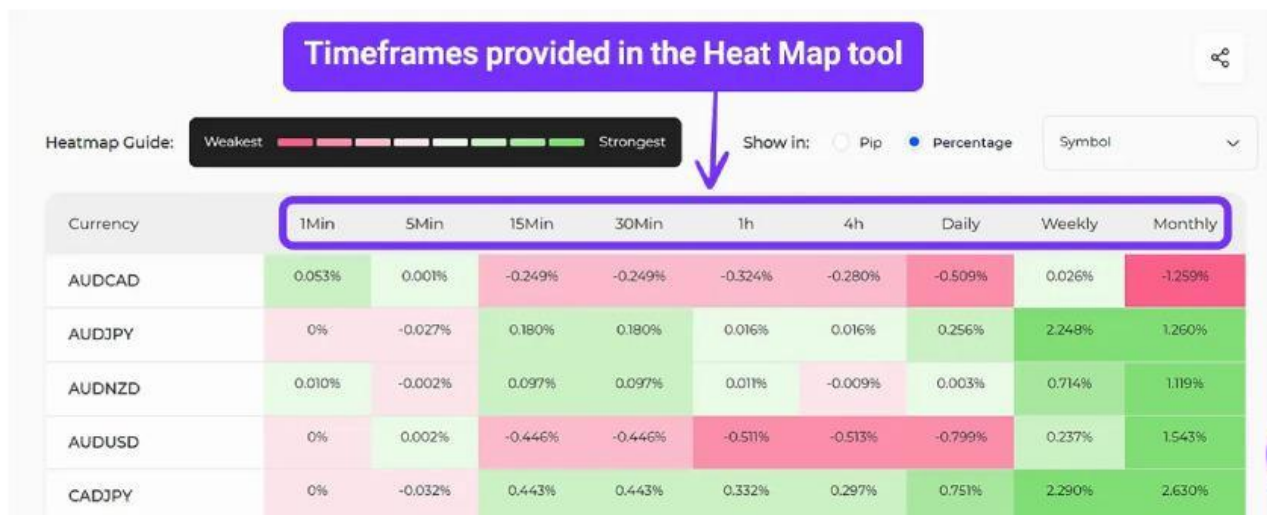 Timeframes provided in the Heat Map tool
Heatmap Guide: Weakest Strongest Show in: Pip Percentage Symbol
Currency 1Min 5Min 15Min 30Min 1h 4h Daily Weekly Monthly
AUDCAD 0.053% 0.001% -0.249% -0.249% -0.324% -0.280% -0.509% 0.026% -1.259%
AUDJPY 0% -0.027% 0.180% 0.180% 0.016% 0.016% 0.256% 2.248% 1.260%
AUDNZD 0.010% -0.002% 0.097% 0.097% 0.011% -0.009% 0.003% 0.714% 1.119%
AUDUSD 0% 0.002% -0.446% -0.446% -0.511% -0.513% -0.799% 0.237% 1.543%
CADJPY 0% -0.032% 0.443% 0.443% 0.332% 0.297% 0.751% 2.290% 2.630%